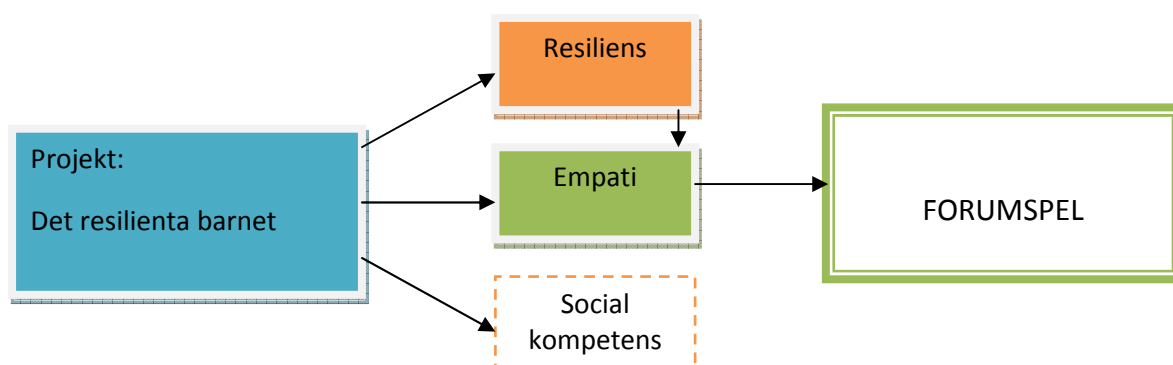 Projekt:
Det resilienta barnet
Resiliens
Empati
Social
kompetens
FORUMSPEL